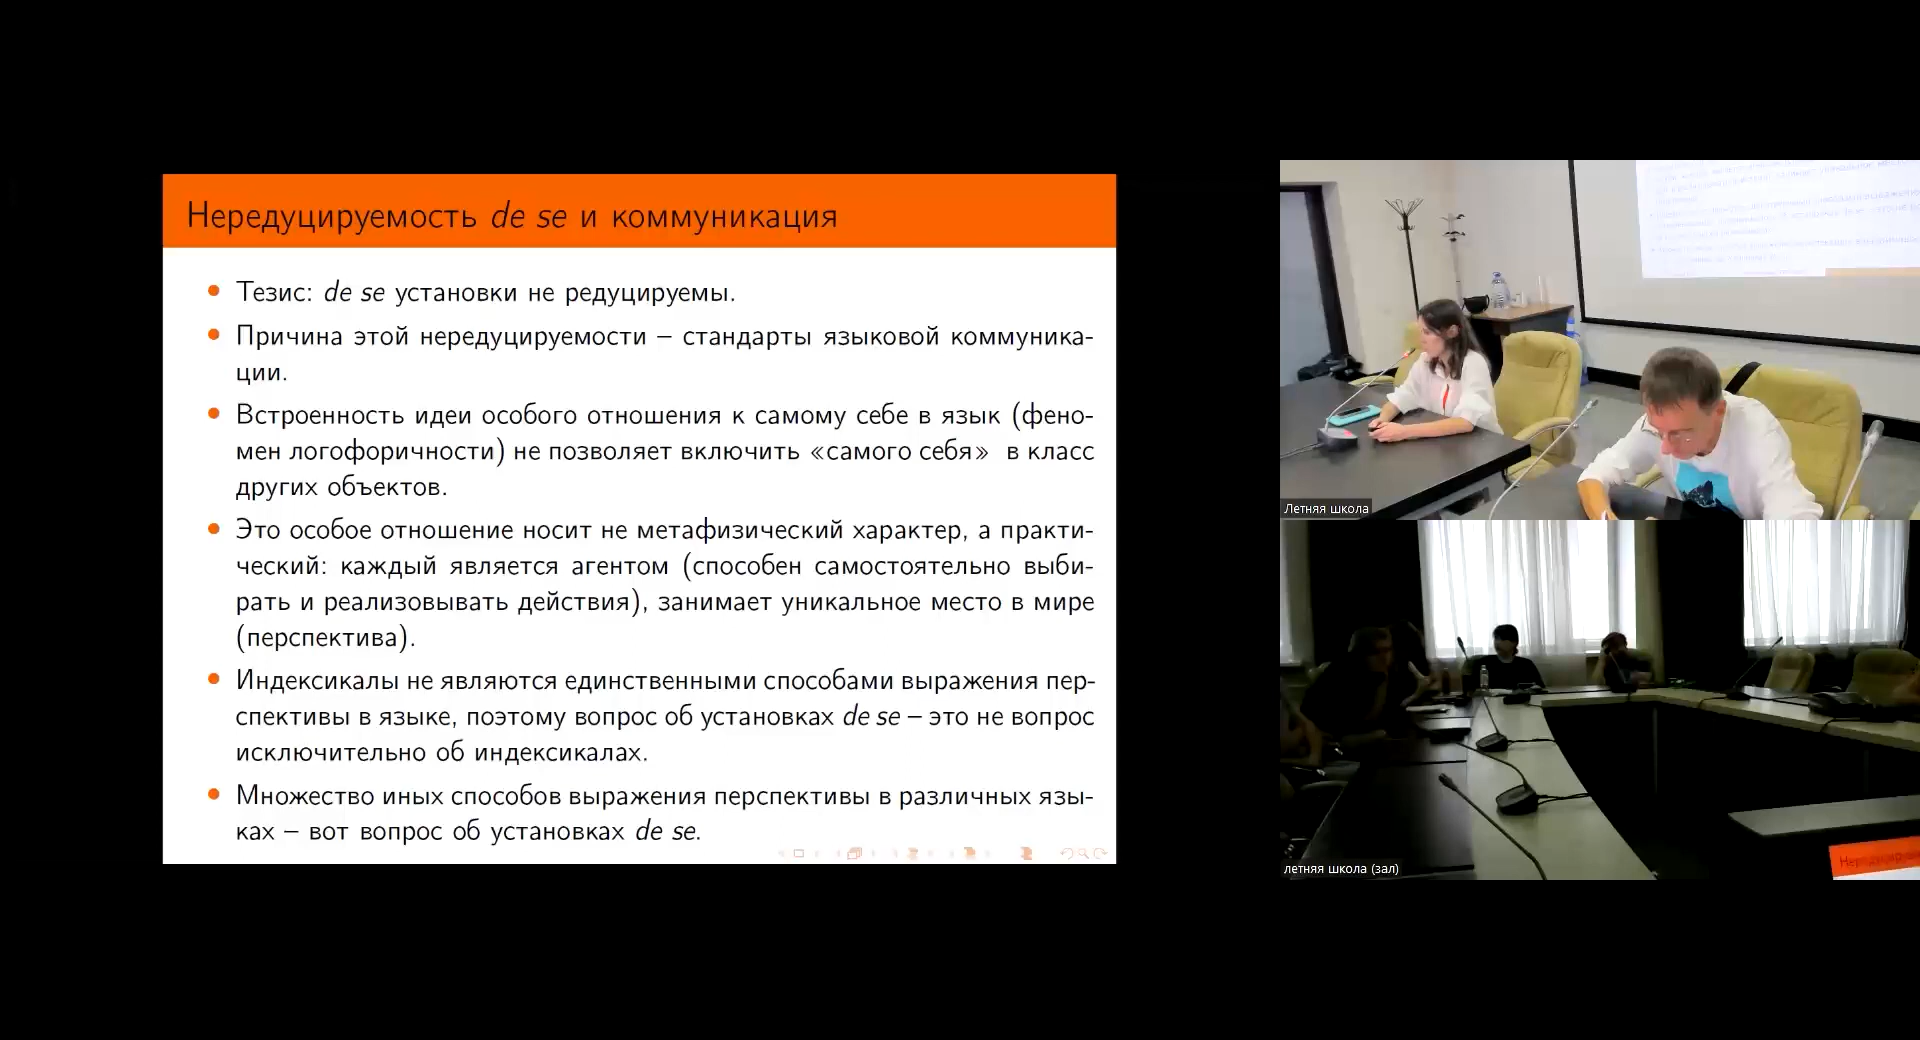 Нередуцируемость de se и коммуникация
Тезис: de se установки не редуцируемы.
Причина этой нередуцируемости – стандарты языковой коммуника-
ции.
Встроенность идеи особого отношения к самому себе в язык (фено-
мен логофоричности) не позволяет включить «самого себя» в класс
других объектов.
Это особое отношение носит не метафизический характер, а практи-
ческий: каждый является агентом (способен самостоятельно выби-
рать и реализовывать действия), занимает уникальное место в мире
(перспектива).
Индексикалы не являются единственными способами выражения пер-
спективы в языке, поэтому вопрос об установках de se – это не вопрос
исключительно об индексикалах.
Множество иных способов выражения перспективы в различных язы-
ках – вот вопрос об установках de se.
Летняя школа
летняя школа (зал)